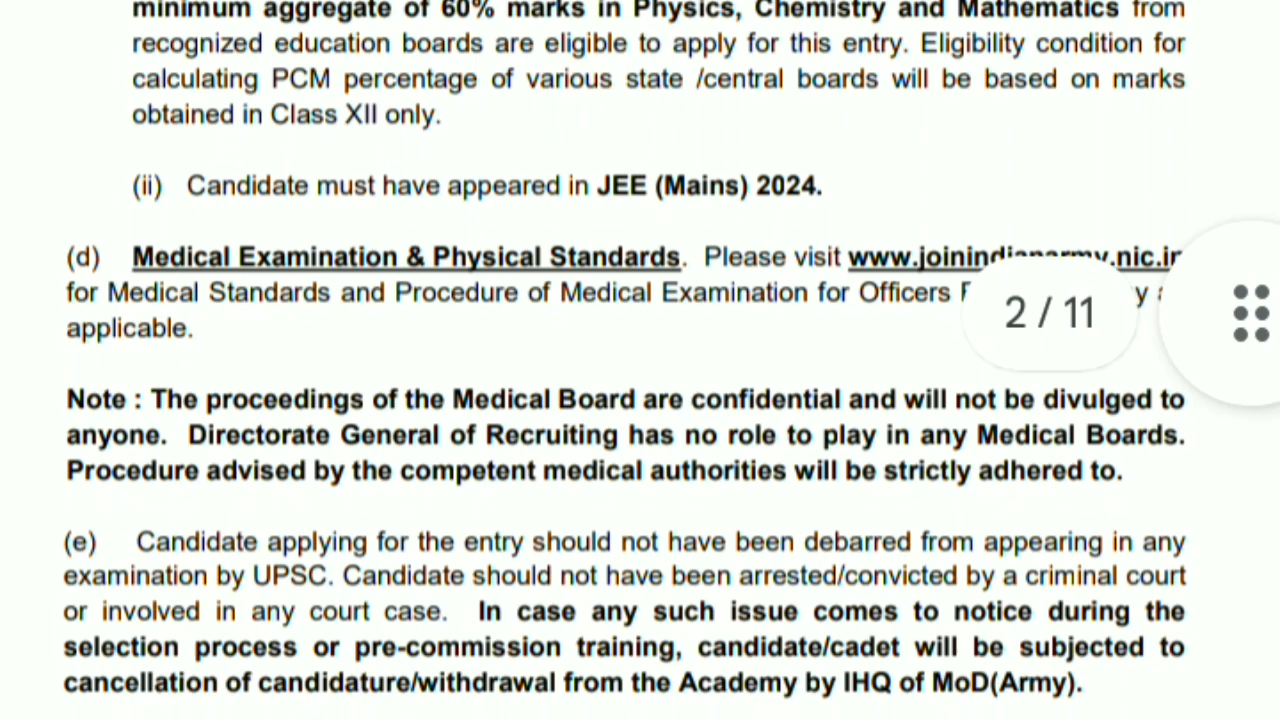 minimum aggregate of 60% marks in Physics, Chemistry and Mathematics from
recognized education boards are eligible to apply for this entry. Eligibility condition for
calculating PCM percentage of various state /central boards will be based on marks
obtained in Class XII only.
(ii) Candidate must have appeared in JEE (Mains) 2024.
(d) Medical Examination & Physical Standards. Please visit www.joinindianarmy.nic.in
for Medical Standards and Procedure of Medical Examination for Officers
2 / 11
applicable.
Note : The proceedings of the Medical Board are confidential and will not be divulged to
anyone. Directorate General of Recruiting has no role to play in any Medical Boards.
Procedure advised by the competent medical authorities will be strictly adhered to.
(e) Candidate applying for the entry should not have been debarred from appearing in any
examination by UPSC. Candidate should not have been arrested/convicted by a criminal court
or involved in any court case. In case any such issue comes to notice during the
selection process or pre-commission training, candidate/cadet will be subjected to
cancellation of candidature/withdrawal from the Academy by IHQ of MoD(Army).